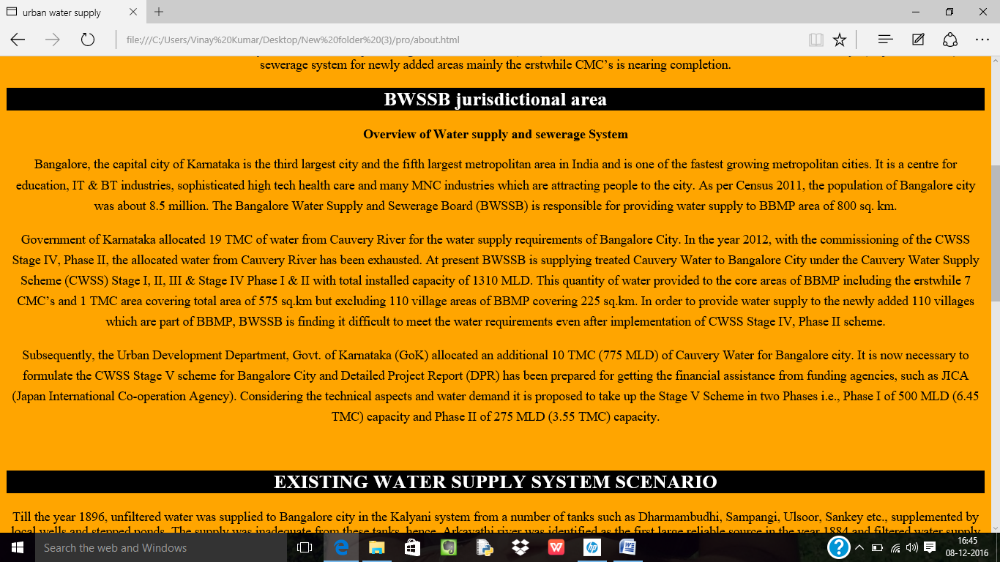 urban water supply
file:///C:/Users/Vinay%20Kumar/Desktop/New%20folder%20(3)/pro/about.html
sewerage system for newly added areas mainly the erstwhile CMC's is nearing completion.
BWSSB jurisdictional area
Overview of Water supply and sewerage System
Bangalore, the capital city of Karnataka is the third largest city and the fifth largest metropolitan area in India and is one of the fastest growing metropolitan cities. It is a centre for
education, IT & BT industries, sophisticated high tech health care and many MNC industries which are attracting people to the city. As per Census 2011, the population of Bangalore city
was about 8.5 million. The Bangalore Water Supply and Sewerage Board (BWSSB) is responsible for providing water supply to BBMP area of 800 sq. km.
Government of Karnataka allocated 19 TMC of water from Cauvery River for the water supply requirements of Bangalore City. In the year 2012, with the commissioning of the CWSS
Stage IV, Phase II, the allocated water from Cauvery River has been exhausted. At present BWSSB is supplying treated Cauvery Water to Bangalore City under the Cauvery Water Supply
Scheme (CWSS) Stage I, II, III & Stage IV Phase I & II with total installed capacity of 1310 MLD. This quantity of water provided to the core areas of BBMP including the erstwhile 7
CMC's and 1 TMC area covering total area of 575 sq.km but excluding 110 village areas of BBMP covering 225 sq.km. In order to provide water supply to the newly added 110 villages
which are part of BBMP, BWSSB is finding it difficult to meet the water requirements even after implementation of CWSS Stage IV, Phase II scheme.
Subsequently, the Urban Development Department, Govt. of Karnataka (GoK) allocated an additional 10 TMC (775 MLD) of Cauvery Water for Bangalore city. It is now necessary to
formulate the CWSS Stage V scheme for Bangalore City and Detailed Project Report (DPR) has been prepared for getting the financial assistance from funding agencies, such as JICA
(Japan International Co-operation Agency). Considering the technical aspects and water demand it is proposed to take up the Stage V Scheme in two Phases i.e., Phase I of 500 MLD (6.45
TMC) capacity and Phase II of 275 MLD (3.55 TMC) capacity.
EXISTING WATER SUPPLY SYSTEM SCENARIO
Till the year 1896, unfiltered water was supplied to Bangalore city in the Kalyani system from a number of tanks such as Dharmambudhi, Sampangi, Ulsoor, Sankey etc., supplemented by
local wells and stepped ponds. The supply was inadequate from these tanks, hence, Arkavathi river was identified as the first large reliable source in the year 1884 and filtered water supply
Search the web and Windows
16:45
08-12-2016